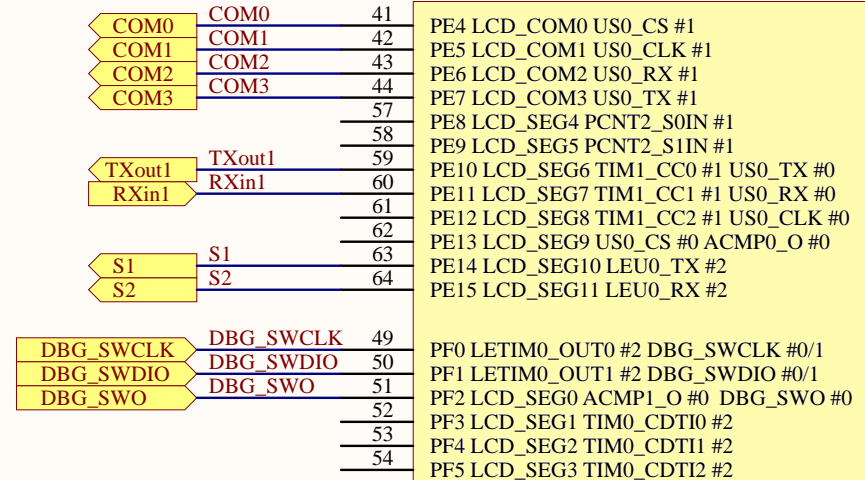 COM0 COM0 41 PE4 LCD_COM0 US0_CS #1
COM1 COM1 42 PE5 LCD_COM1 US0_CLK #1
COM2 COM2 43 PE6 LCD_COM2 US0_RX #1
COM3 COM3 44 PE7 LCD_COM3 US0_TX #1
57 PE8 LCD_SEG4 PCNT2_S0IN #1
58 PE9 LCD_SEG5 PCNT2_S1IN #1
TXout1 TXout1 59 PE10 LCD_SEG6 TIM1_CC0 #1 US0_TX #0
RXin1 RXin1 60 PE11 LCD_SEG7 TIM1_CC1 #1 US0_RX #0
61 PE12 LCD_SEG8 TIM1_CC2 #1 US0_CLK #0
62 PE13 LCD_SEG9 US0_CS #0 ACMP0_O #0
S1 S1 63 PE14 LCD_SEG10 LEU0_TX #2
S2 S2 64 PE15 LCD_SEG11 LEU0_RX #2
DBG_SWCLK DBG_SWCLK 49 PF0 LETIM0_OUT0 #2 DBG_SWCLK #0/1
DBG_SWDIO DBG_SWDIO 50 PF1 LETIM0_OUT1 #2 DBG_SWDIO #0/1
DBG_SWO DBG_SWO 51 PF2 LCD_SEG0 ACMP1_O #0 DBG_SWO #0
52 PF3 LCD_SEG1 TIM0_CDTI0 #2
53 PF4 LCD_SEG2 TIM0_CDTI1 #2
54 PF5 LCD_SEG3 TIM0_CDTI2 #2